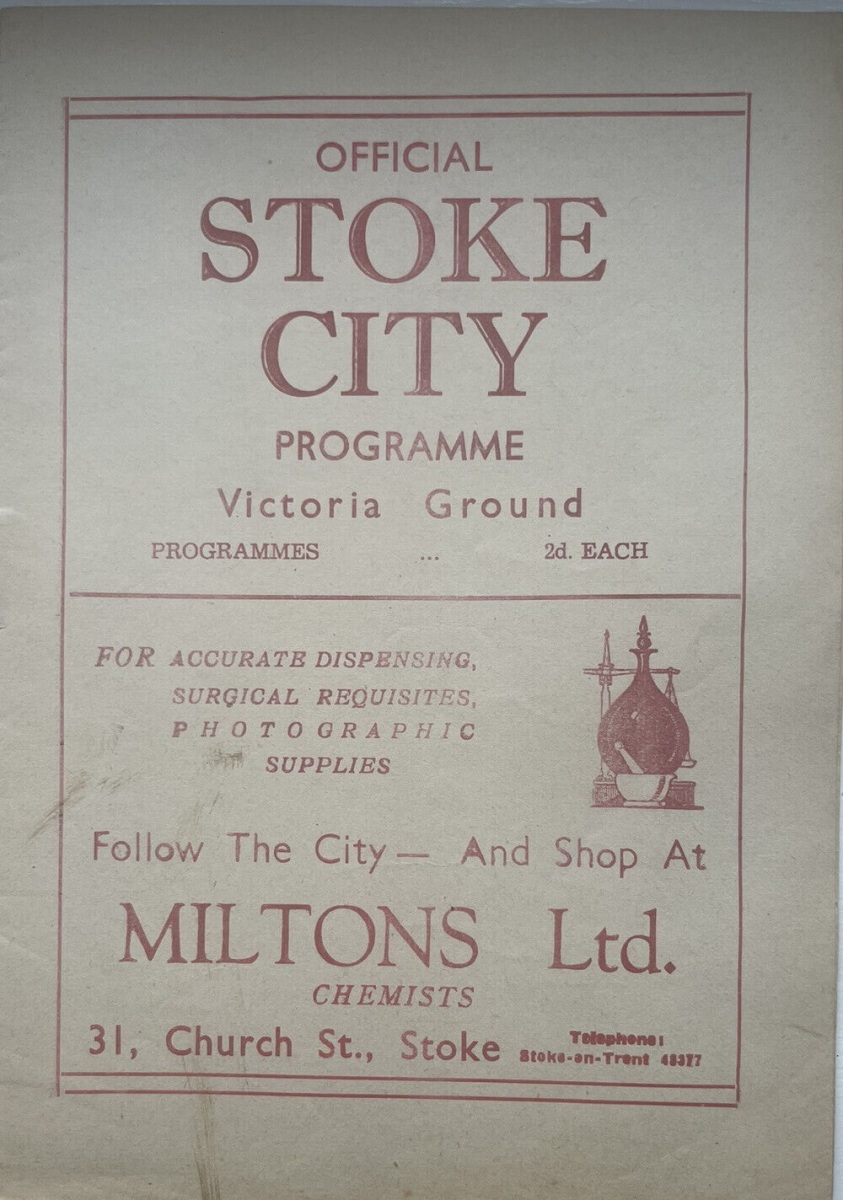 OFFICIAL
STOKE
CITY
PROGRAMME
Victoria Ground
PROGRAMMES ... 2d. EACH
FOR ACCURATE DISPENSING,
SURGICAL REQUISITES,
PHOTOGRAPHIC
SUPPLIES
Follow The City — And Shop At
MILTONS Ltd.
CHEMISTS
31, Church St., Stoke
Telephone:
Stoke-on-Trent 48377